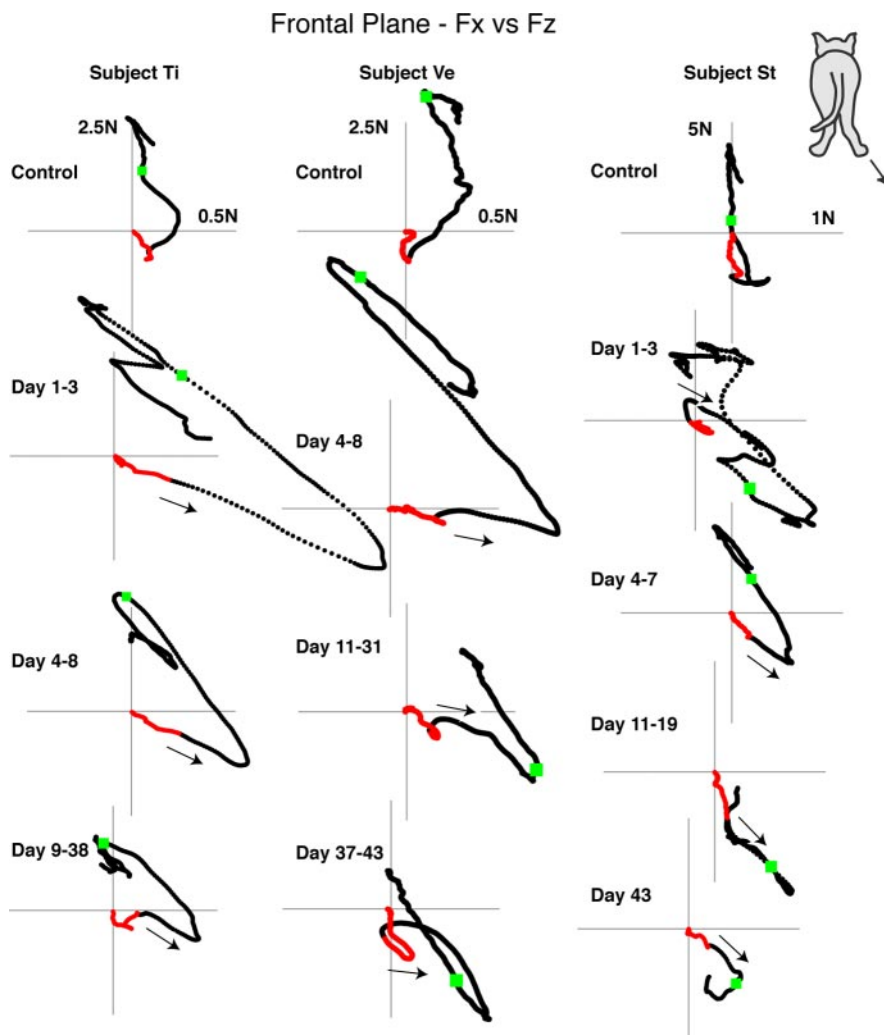 Frontal Plane - Fx vs Fz
Subject Ti
Subject Ve
Subject St
2.5N
2.5N
5N
Control
Control
Control
0.5N
0.5N
1N
Day 1-3
Day 4-8
Day 1-3
Day 4-8
Day 11-31
Day 4-7
Day 11-19
Day 9-38
Day 37-43
Day 43